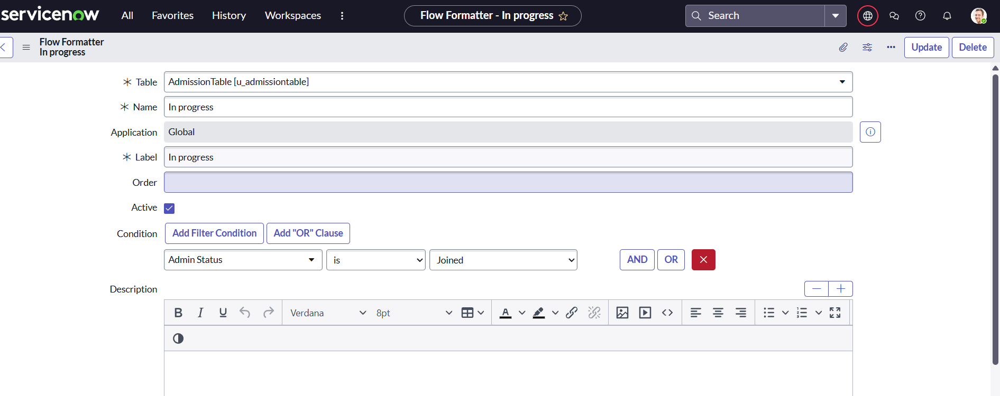 servicenow All Favorites History Workspaces Flow Formatter - In progress Search
Flow Formatter
In progress
Update Delete
Table AdmissionTable [u_admissiontable]
Name In progress
Application Global
Label In progress
Order
Active
Condition Add Filter Condition Add "OR" Clause
Admin Status is Joined AND OR
Description
B I U Verdana 8pt A